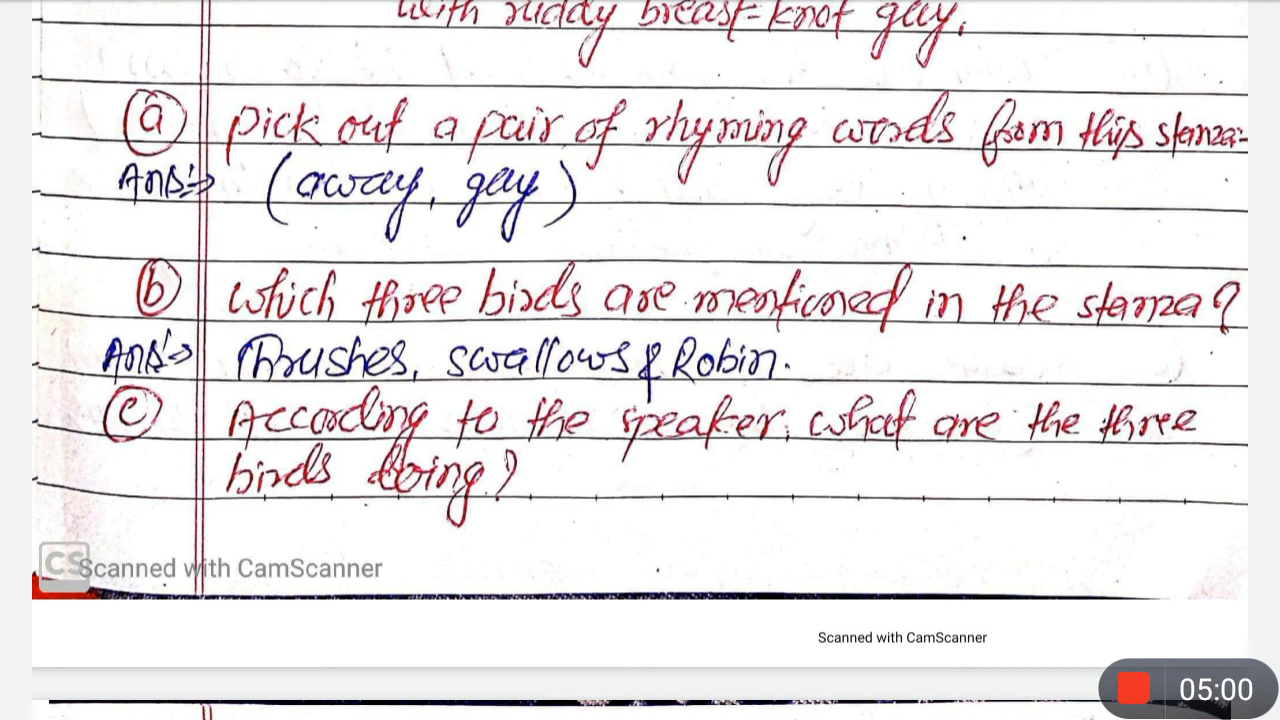 with ruddy breast-knot gay.
(a) pick out a pair of rhyming words from this stanza:-
Ans:⇒ (away, gay)
(b) which three birds are mentioned in the stanza?
Ans:⇒ Thrushes, swallows & Robin.
(c) According to the speaker, what are the three
birds doing?
CS Scanned with CamScanner
Scanned with CamScanner
05:00